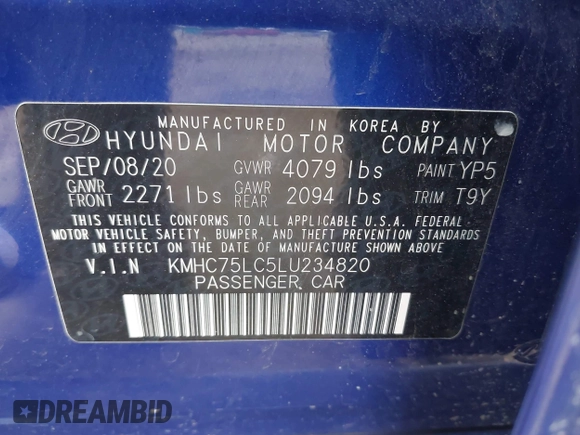 MANUFACTURED IN KOREA BY
HYUNDAI MOTOR COMPANY
SEP/08/20 GVWR 4079 lbs PAINT YP5
GAWR FRONT 2271 lbs GAWR REAR 2094 lbs TRIM T9Y
THIS VEHICLE CONFORMS TO ALL APPLICABLE U.S.A. FEDERAL
MOTOR VEHICLE SAFETY, BUMPER, AND THEFT PREVENTION STANDARDS
IN EFFECT ON THE DATE OF MANUFACTURE SHOWN ABOVE
V.I.N KMHC75LC5LU234820
PASSENGER CAR
DREAMBID